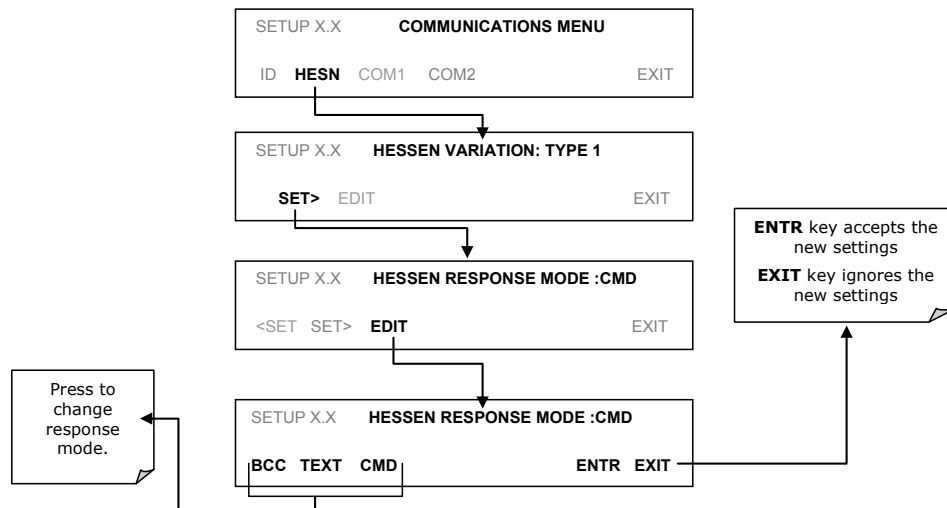 SETUP X.X COMMUNICATIONS MENU
ID HESN COM1 COM2 EXIT
SETUP X.X HESSEN VARIATION: TYPE 1
SET> EDIT EXIT
ENTR key accepts the
new settings
EXIT key ignores the
new settings
SETUP X.X HESSEN RESPONSE MODE :CMD
<SET SET> EDIT EXIT
Press to
change
response
mode.
SETUP X.X HESSEN RESPONSE MODE :CMD
BCC TEXT CMD ENTR EXIT